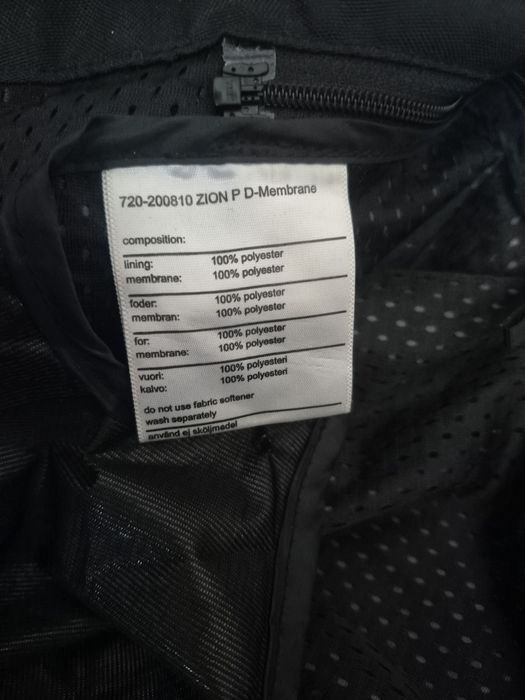 720-200810 ZION P D-Membrane
composition:
lining: 100% polyester
membrane: 100% polyester
foder: 100% polyester
membran: 100% polyester
for: 100% polyester
membrane: 100% polyester
vuori: 100% polyesteri
kalvo: 100% polyesteri
do not use fabric softener
wash separately
använd ej sköljmedel